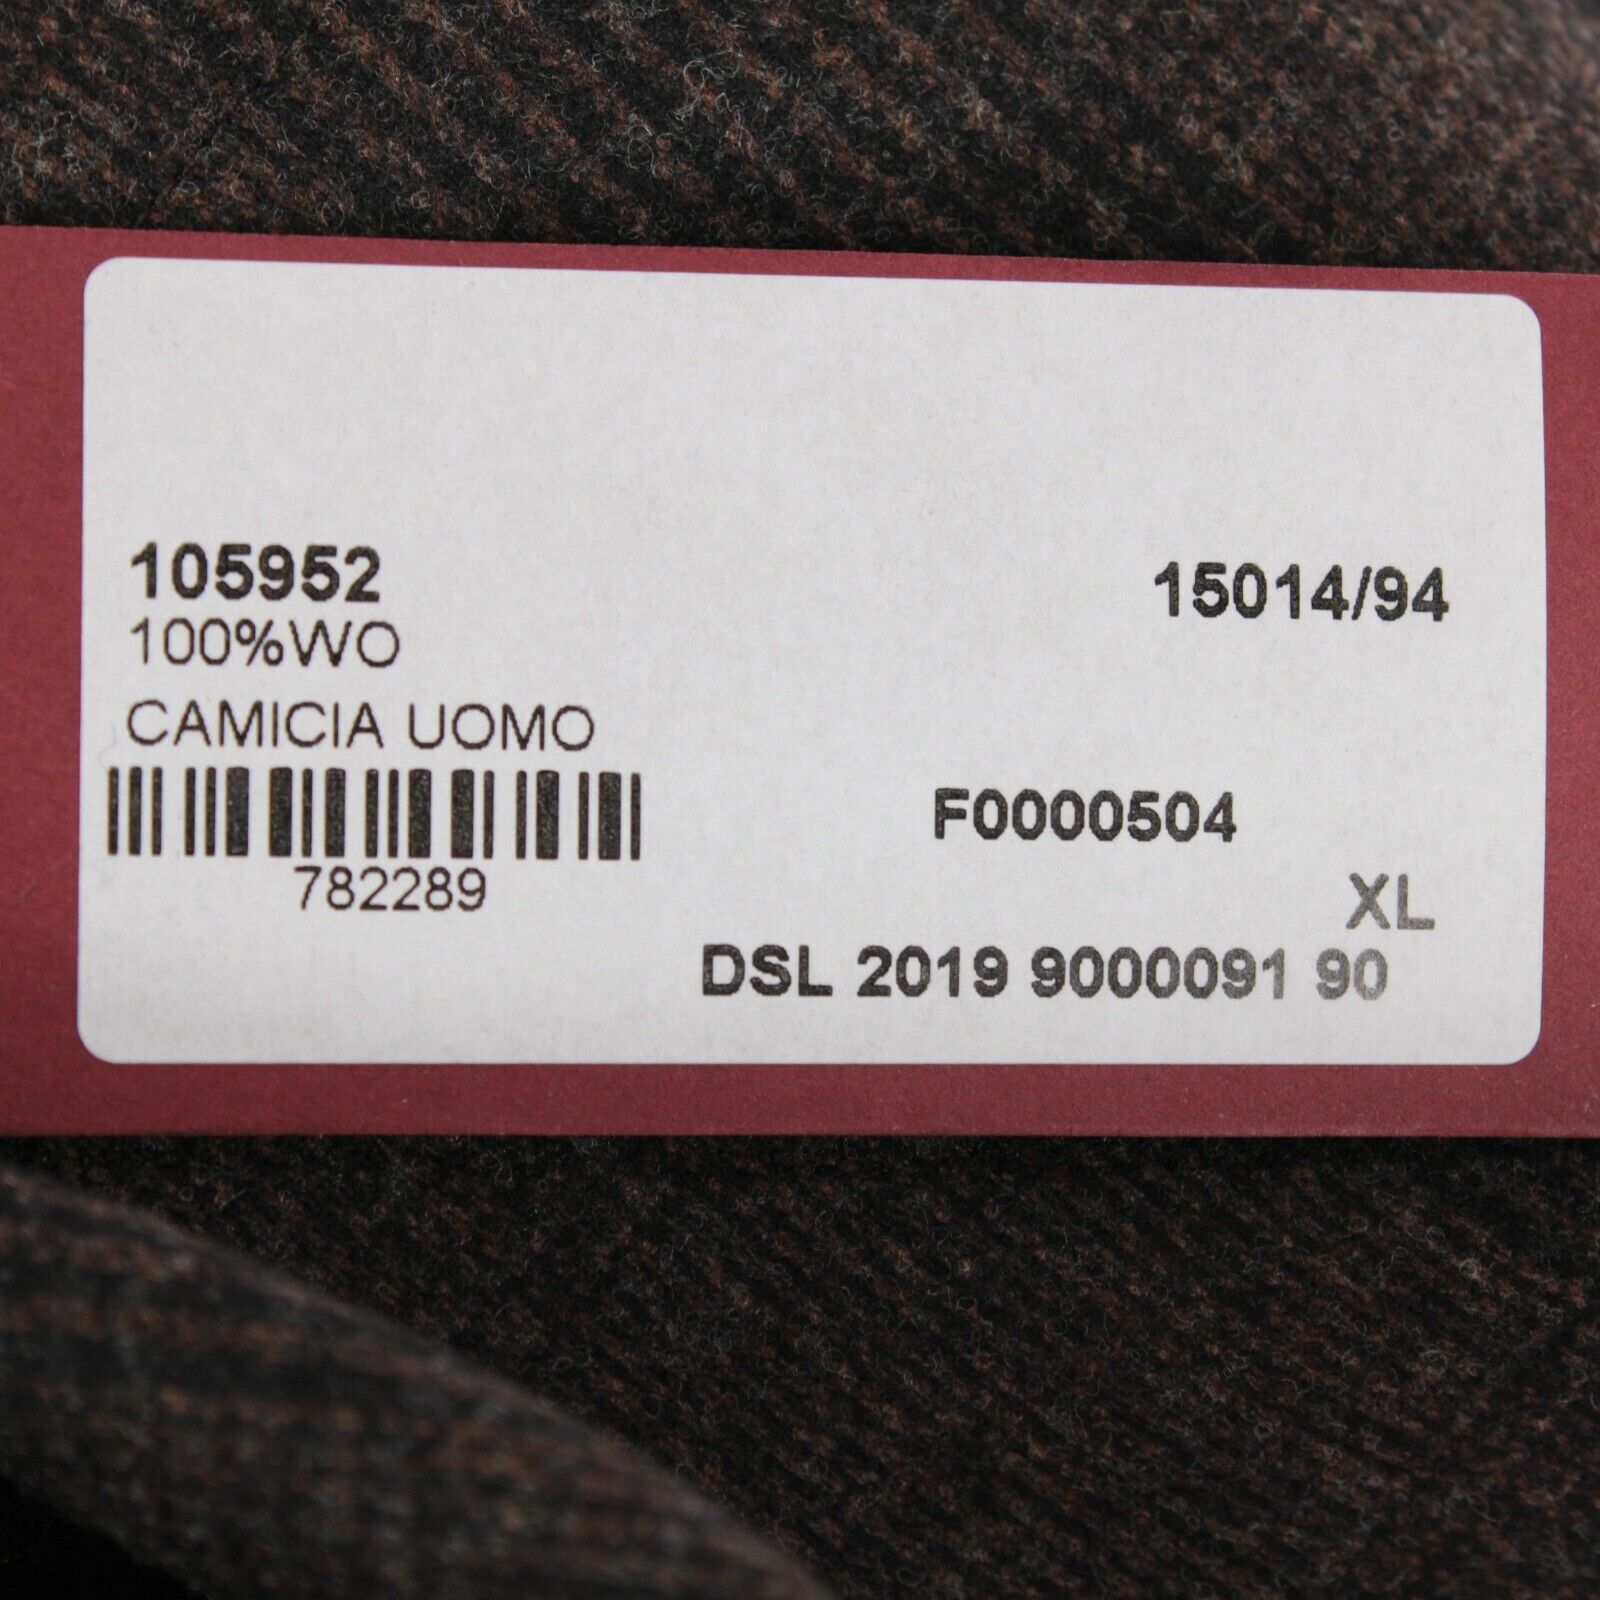 105952
15014/94
100%WO
CAMICIA UOMO
F0000504
782289
XL
DSL 2019 9000091 90